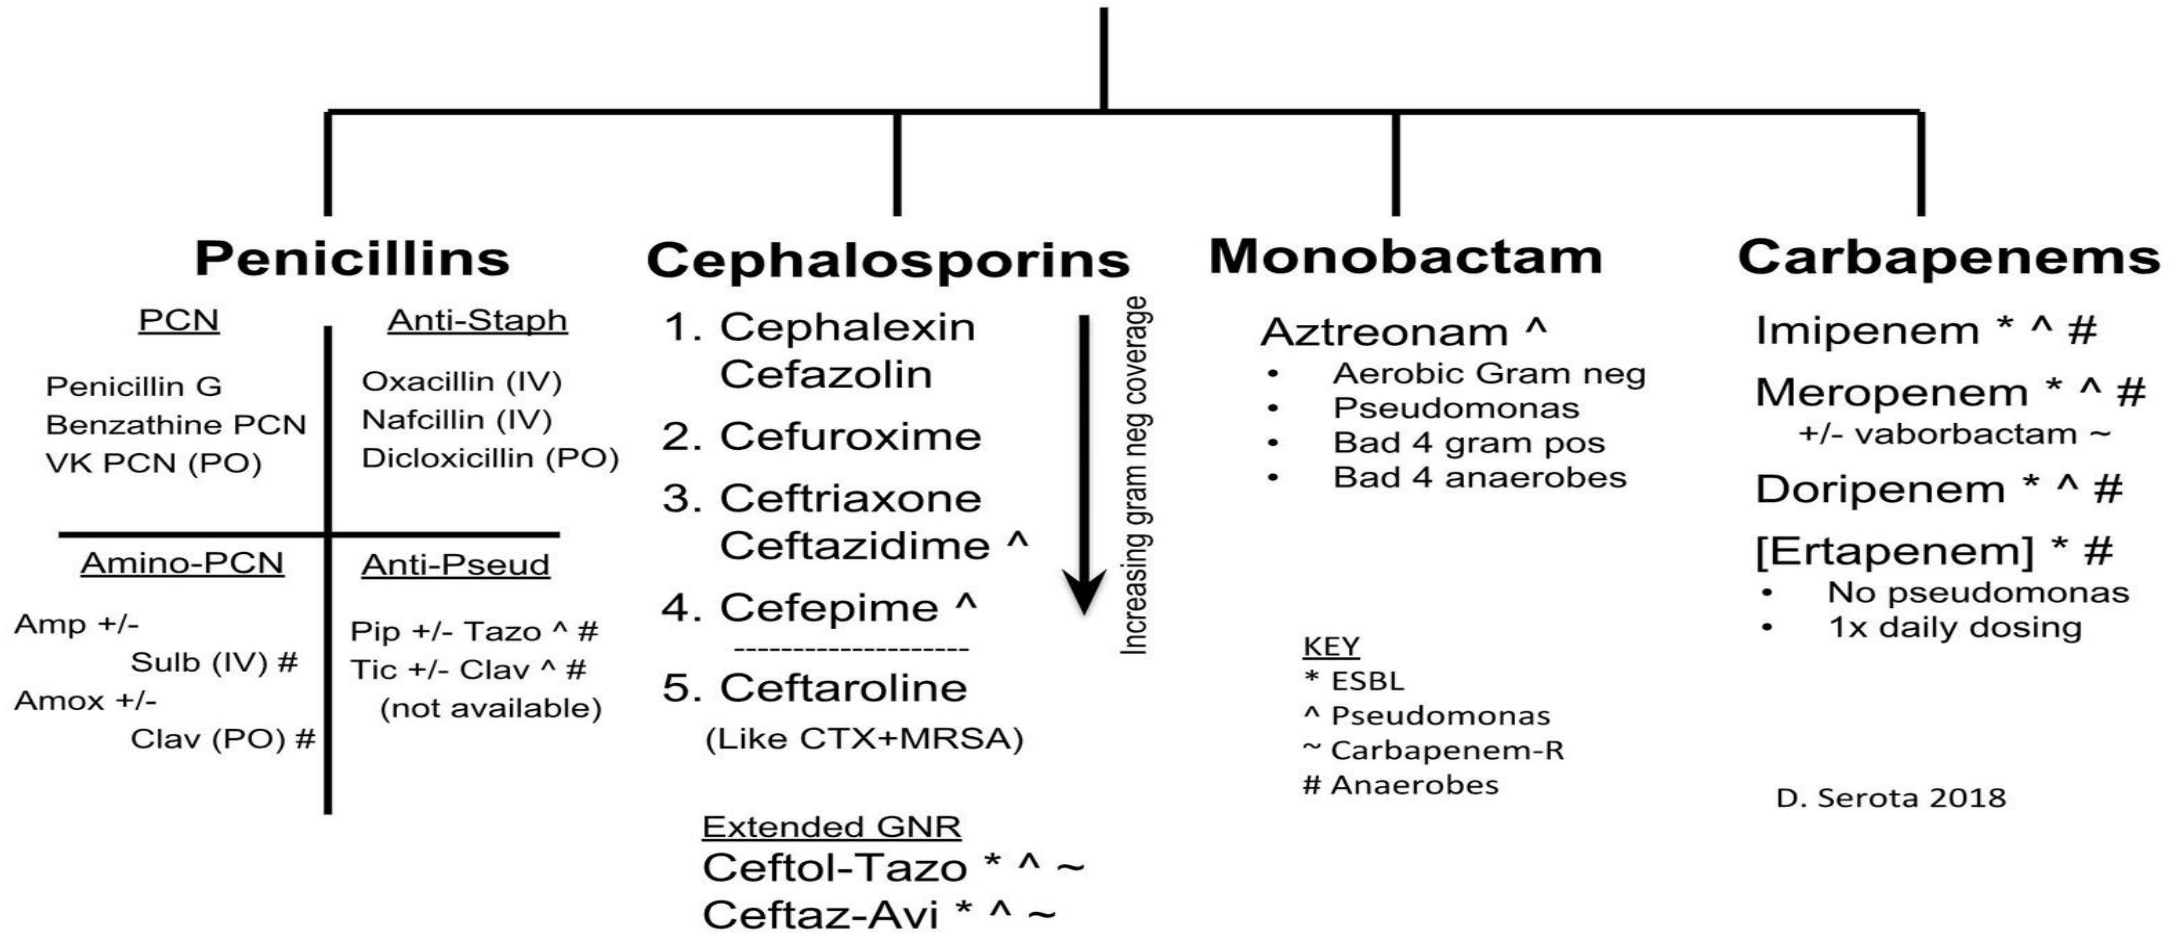 Penicillins
PCN
Penicillin G
Benzathine PCN
VK PCN (PO)
Anti-Staph
Oxacillin (IV)
Nafcillin (IV)
Dicloxicillin (PO)
Amino-PCN
Amp +/-
Sulb (IV) #
Amox +/-
Clav (PO) #
Anti-Pseud
Pip +/- Tazo ^ #
Tic +/- Clav ^ #
(not available)
Cephalosporins
1. Cephalexin
Cefazolin
2. Cefuroxime
3. Ceftriaxone
Ceftazidime ^
4. Cefepime ^
--------------------
5. Ceftaroline
(Like CTX+MRSA)
Increasing gram neg coverage
Extended GNR
Ceftol-Tazo * ^ ~
Ceftaz-Avi * ^ ~
Monobactam
Aztreonam ^
• Aerobic Gram neg
• Pseudomonas
• Bad 4 gram pos
• Bad 4 anaerobes
KEY
* ESBL
^ Pseudomonas
~ Carbapenem-R
# Anaerobes
Carbapenems
Imipenem * ^ #
Meropenem * ^ #
+/- vaborbactam ~
Doripenem * ^ #
[Ertapenem] * #
• No pseudomonas
• 1x daily dosing
D. Serota 2018